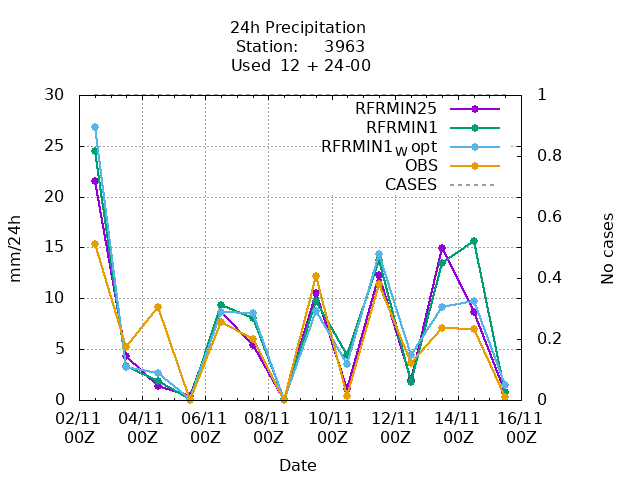 24h Precipitation
Station: 3963
Used 12 + 24-00
30 1
RFRMIN25
RFRMIN1
25
RFRMIN1w opt
0.8
OBS
CASES
20
0.6
15
mm/24h
No cases
0.4
10
0.2
5
0 0
02/11 04/11 06/11 08/11 10/11 12/11 14/11 16/11
00Z 00Z 00Z 00Z 00Z 00Z 00Z 00Z
Date